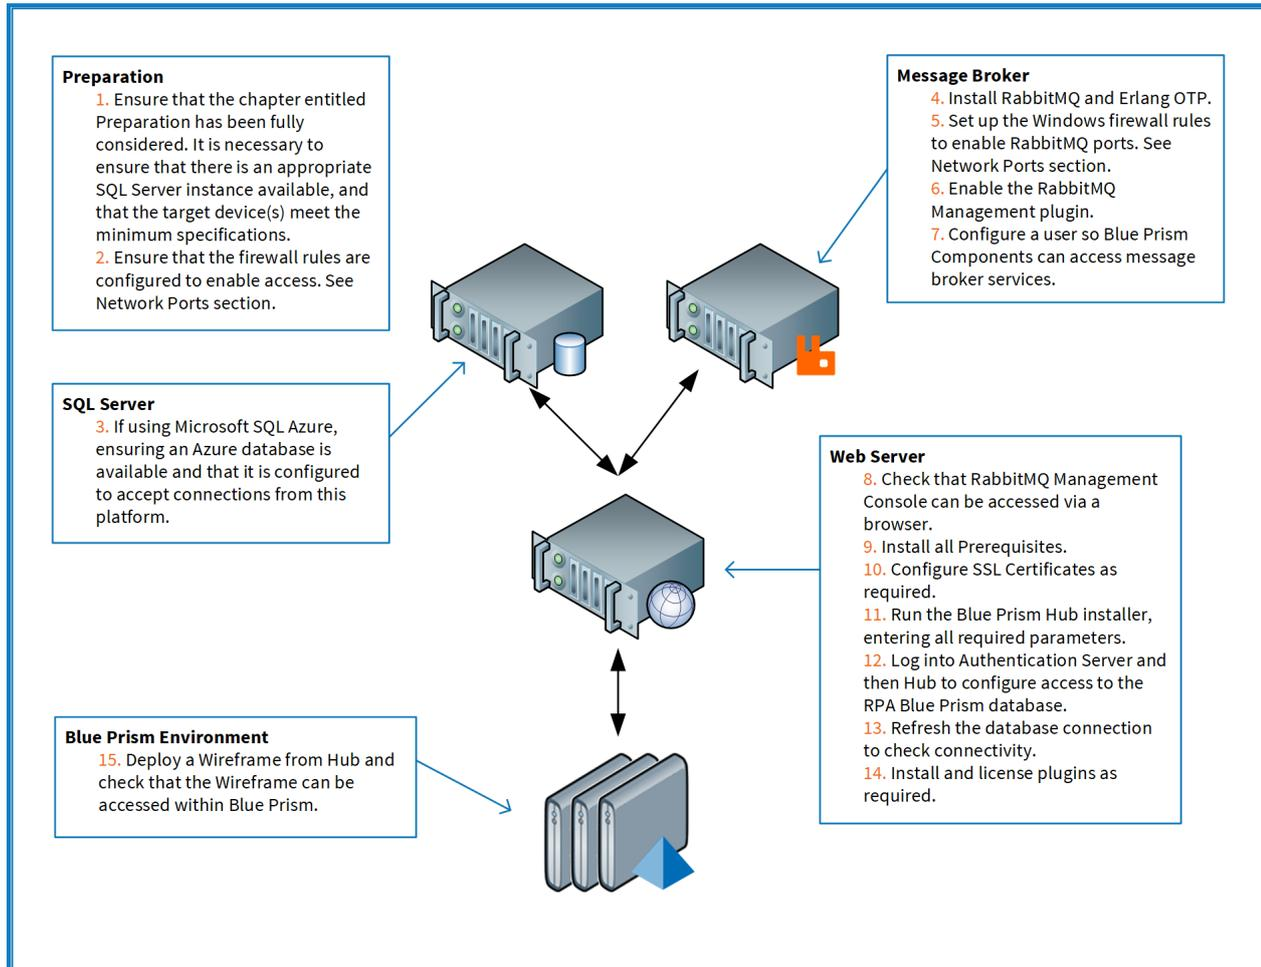 Preparation
1. Ensure that the chapter entitled
Preparation has been fully
considered. It is necessary to
ensure that there is an appropriate
SQL Server instance available, and
that the target device(s) meet the
minimum specifications.
2. Ensure that the firewall rules are
configured to enable access. See
Network Ports section.
SQL Server
3. If using Microsoft SQL Azure,
ensuring an Azure database is
available and that it is configured
to accept connections from this
platform.
Message Broker
4. Install RabbitMQ and Erlang OTP.
5. Set up the Windows firewall rules
to enable RabbitMQ ports. See
Network Ports section.
6. Enable the RabbitMQ
Management plugin.
7. Configure a user so Blue Prism
Components can access message
broker services.
Web Server
8. Check that RabbitMQ Management
Console can be accessed via a
browser.
9. Install all Prerequisites.
10. Configure SSL Certificates as
required.
11. Run the Blue Prism Hub installer,
entering all required parameters.
12. Log into Authentication Server and
then Hub to configure access to the
RPA Blue Prism database.
13. Refresh the database connection
to check connectivity.
14. Install and license plugins as
required.
Blue Prism Environment
15. Deploy a Wireframe from Hub and
check that the Wireframe can be
accessed within Blue Prism.